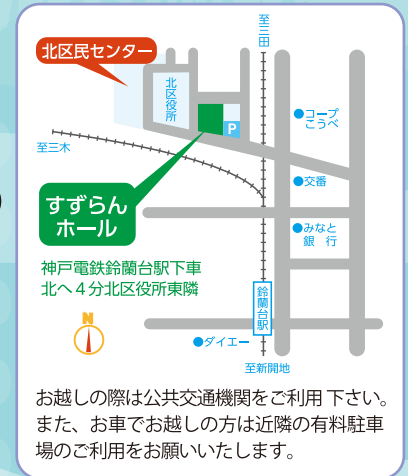 至三田
北区民センター
北区役所
P
コープ
こうべ
至三木
交番
すずらん
ホール
みなと
銀行
神戸電鉄鈴蘭台駅下車
北へ4分北区役所東隣
鈴蘭台駅
N
ダイエー
至新開地
お越しの際は公共交通機関をご利用 下さい。
また、お車でお越しの方は近隣の有料駐車
場のご利用をお願いいたします。